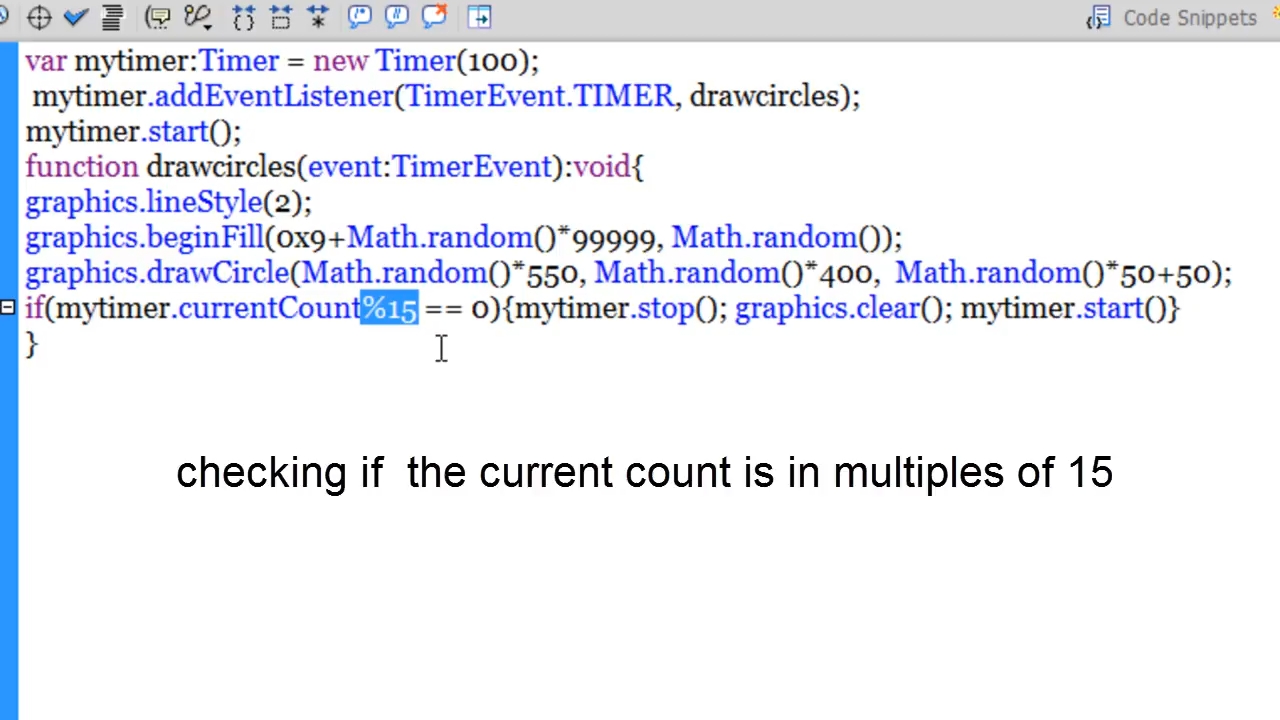 Code Snippets
var mytimer:Timer = new Timer(100);
mytimer.addEventListener(TimerEvent.TIMER, drawcircles);
mytimer.start();
function drawcircles(event:TimerEvent):void{
graphics.lineStyle(2);
graphics.beginFill(0x9+Math.random()*99999, Math.random());
graphics.drawCircle(Math.random()*550, Math.random()*400, Math.random()*50+50);
if(mytimer.currentCount%15 == 0){mytimer.stop(); graphics.clear(); mytimer.start()}
}
checking if the current count is in multiples of 15